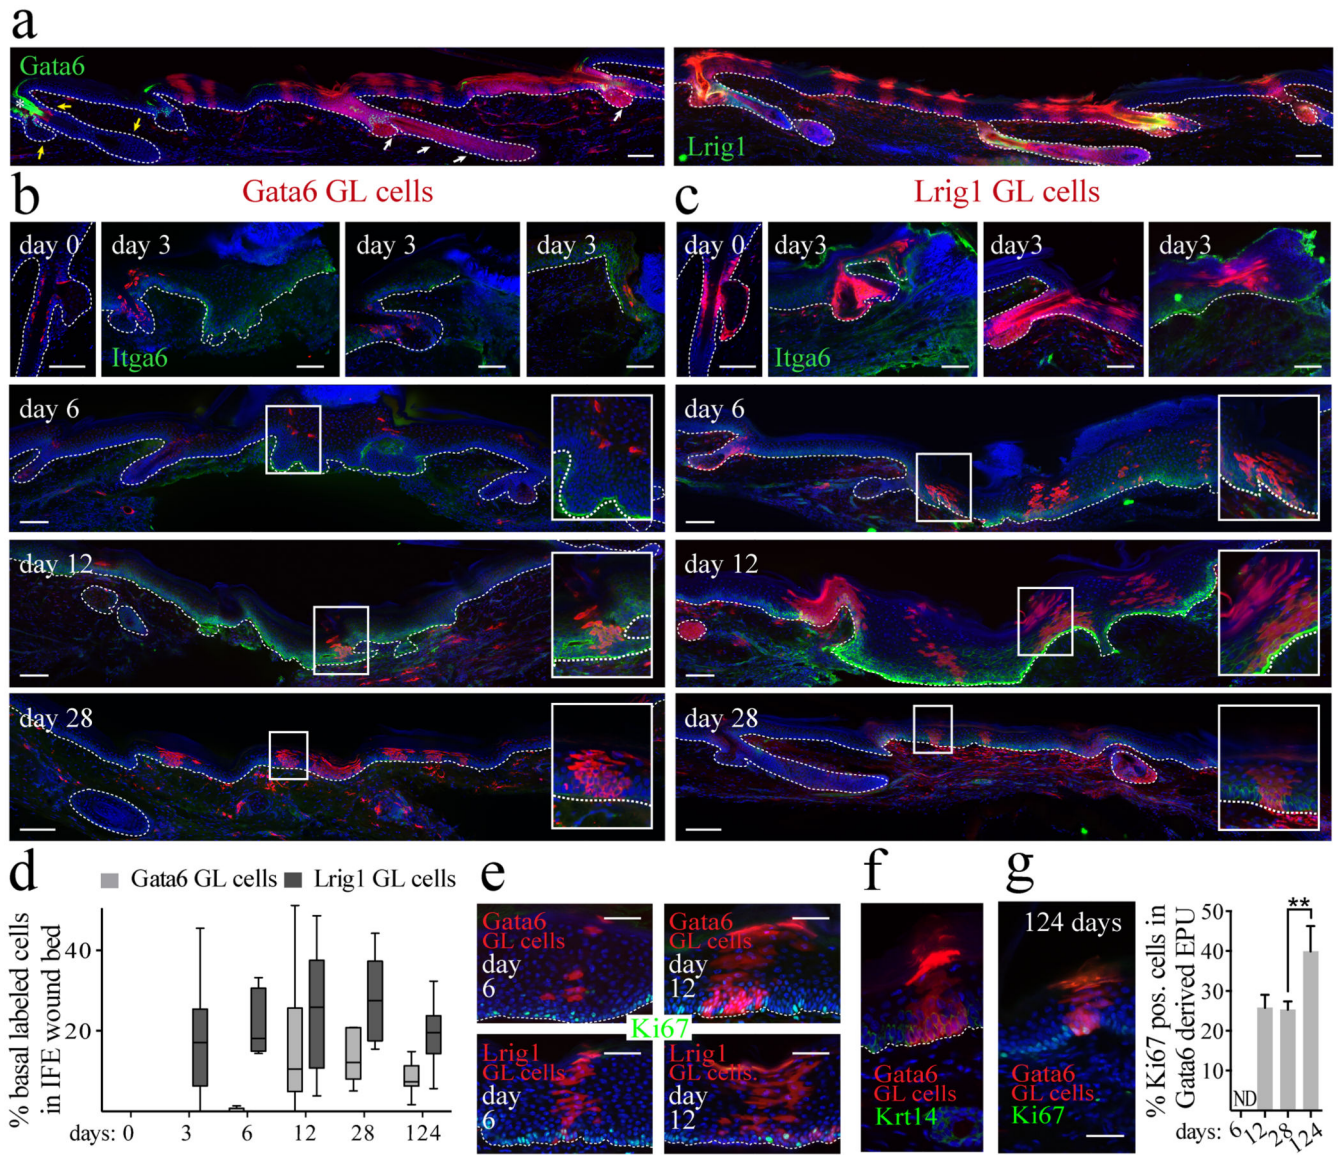 a
Gata6
*
Lrig1
b
Gata6 GL cells
c
Lrig1 GL cells
day 0
day 3
Itga6
day 3
day 3
day 0
day3
Itga6
day3
day3
day 6
day 6
day 12
day 12
day 28
day 28
d
Gata6 GL cells
Lrig1 GL cells
% basal labeled cells
in IFE wound bed
40
20
days: 0 3 6 12 28 124
e
Gata6
GL cells
day
6
Gata6
GL cells
day
12
Ki67
Lrig1
GL cells
day
6
Lrig1
GL cells.
day
12
f
Gata6
GL cells
Krt14
g
124 days
Gata6
GL cells
Ki67
% Ki67 pos. cells in
Gata6 derived EPU
50
40
30
20
10
**
ND
days: 6 12 28 124